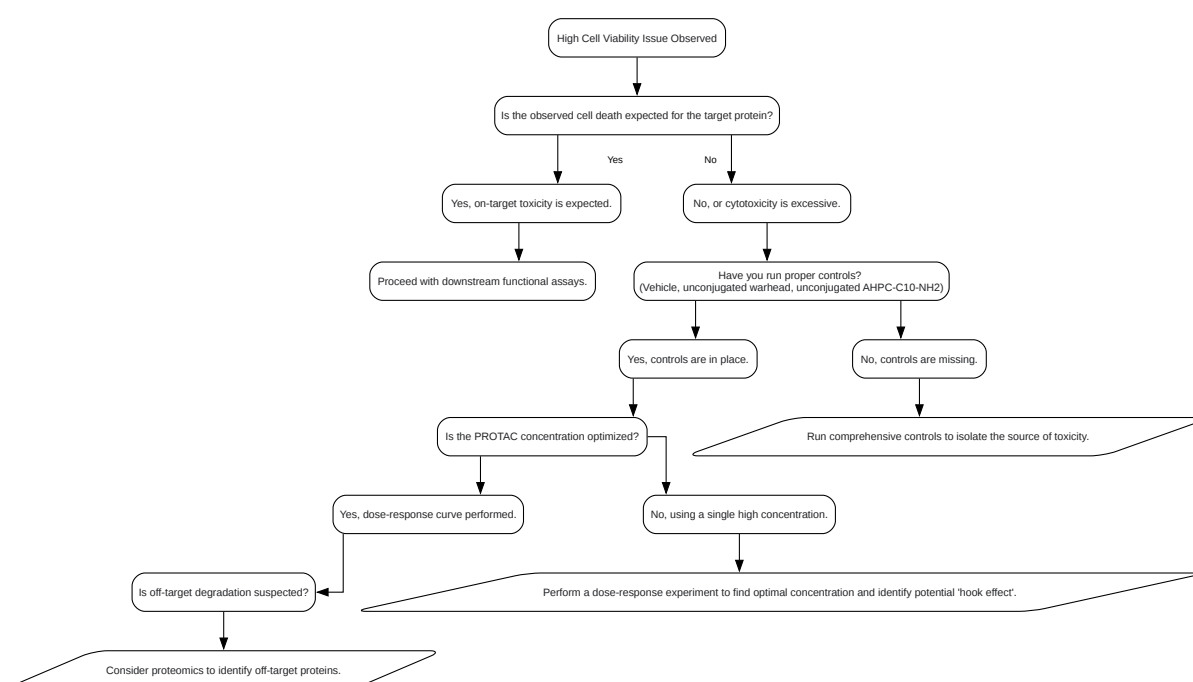 High Cell Viability Issue Observed
Is the observed cell death expected for the target protein?
Yes
No
Yes, on-target toxicity is expected.
No, or cytotoxicity is excessive.
Proceed with downstream functional assays.
Have you run proper controls?
(Vehicle, unconjugated warhead, unconjugated AHPC-C10-NH2)
Yes, controls are in place.
No, controls are missing.
Is the PROTAC concentration optimized?
Run comprehensive controls to isolate the source of toxicity.
Yes, dose-response curve performed.
No, using a single high concentration.
Is off-target degradation suspected?
Perform a dose-response experiment to find optimal concentration and identify potential 'hook effect'.
Consider proteomics to identify off-target proteins.